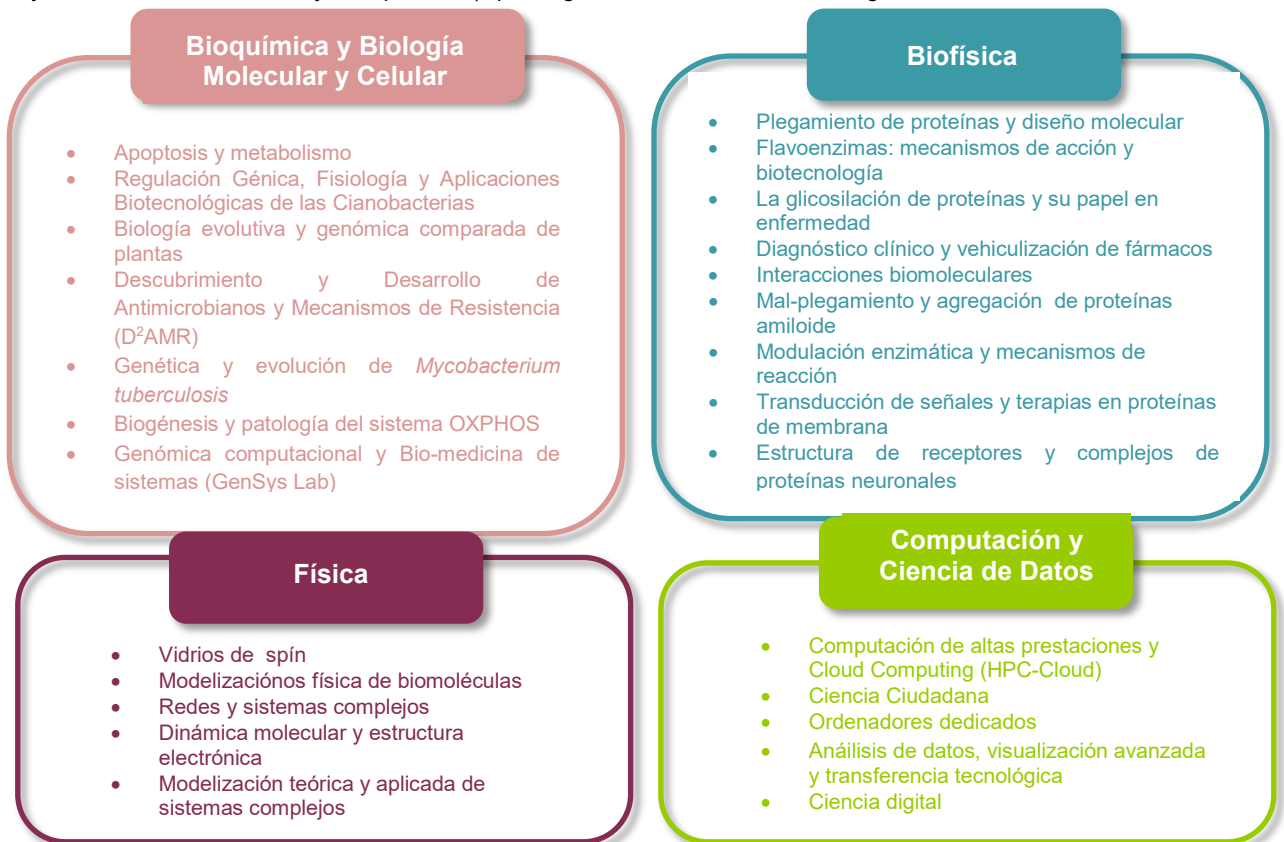 Bioquímica y Biología
Molecular y Celular
• Apoptosis y metabolismo
• Regulación Génica, Fisiología y Aplicaciones
Biotecnológicas de las Cianobacterias
• Biología evolutiva y genómica comparada de
plantas
• Descubrimiento y Desarrollo de
Antimicrobianos y Mecanismos de Resistencia
(D²AMR)
• Genética y evolución de Mycobacterium
tuberculosis
• Biogénesis y patología del sistema OXPHOS
• Genómica computacional y Bio-medicina de
sistemas (GenSys Lab)
Biofísica
• Plegamiento de proteínas y diseño molecular
• Flavoenzimas: mecanismos de acción y
biotecnología
• La glicosilación de proteínas y su papel en
enfermedad
• Diagnóstico clínico y vehiculización de fármacos
• Interacciones biomoleculares
• Mal-plegamiento y agregación de proteínas
amiloide
• Modulación enzimática y mecanismos de
reacción
• Transducción de señales y terapias en proteínas
de membrana
• Estructura de receptores y complejos de
proteínas neuronales
Física
• Vidrios de spín
• Modelizaciónos física de biomoléculas
• Redes y sistemas complejos
• Dinámica molecular y estructura
electrónica
• Modelización teórica y aplicada de
sistemas complejos
Computación y
Ciencia de Datos
• Computación de altas prestaciones y
Cloud Computing (HPC-Cloud)
• Ciencia Ciudadana
• Ordenadores dedicados
• Anáilisis de datos, visualización avanzada
y transferencia tecnológica
• Ciencia digital